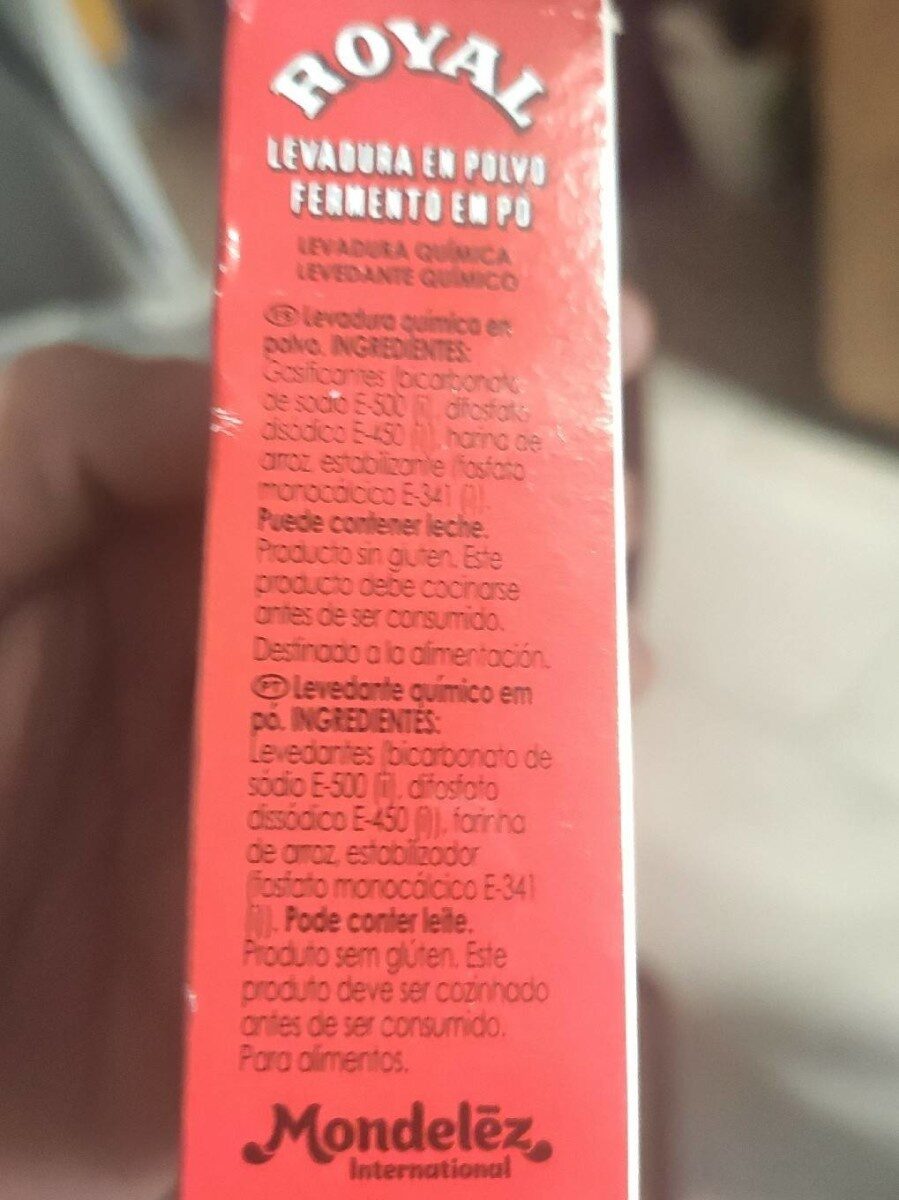 ROYAL
LEVADURA EN POLVO
FERMENTO EM PÓ
LEVADURA QUÍMICA
LEVEDANTE QUÍMICO
ES Levadura química en
polvo. INGREDIENTES:
Gasificantes (bicarbonato
de sodio E-500 (ii), difosfato
disódico E-450 (i)), harina de
arroz, estabilizante (fosfato
monocálcico E-341 (i)).
Puede contener leche.
Producto sin gluten. Este
producto debe cocinarse
antes de ser consumido.
Destinado a la alimentación.
PT Levedante químico em
pó. INGREDIENTES:
Levedantes (bicarbonato de
sódio E-500 (ii), difosfato
dissódico E-450 (i)), farinha
de arroz, estabilizador
(fosfato monocálcico E-341
(i)). Pode conter leite.
Produto sem glúten. Este
produto deve ser cozinhado
antes de ser consumido.
Para alimentos.
Mondelēz
International